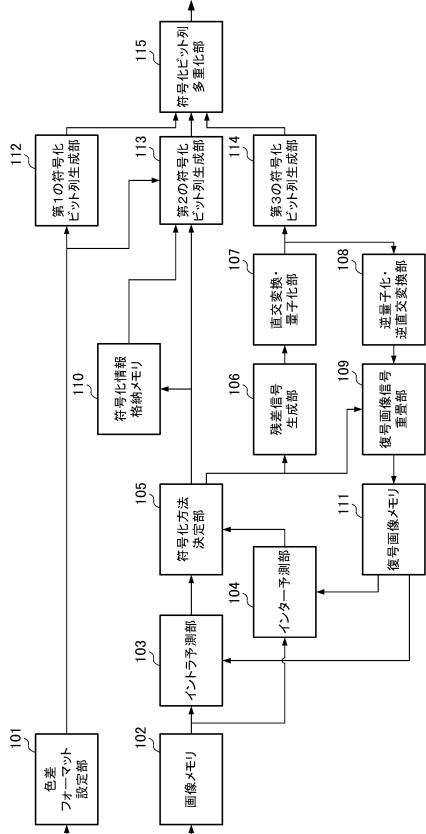 101
色差
フォーマット
設定部
102
画像メモリ
103
イントラ予測部
104
インター予測部
105
符号化方法
決定部
106
残差信号
生成部
107
直交変換・
量子化部
108
逆量子化・
逆直交変換部
109
復号画像信号
重畳部
110
符号化情報
格納メモリ
111
復号画像メモリ
112
第1の符号化
ビット列生成部
113
第2の符号化
ビット列生成部
114
第3の符号化
ビット列生成部
115
符号化ビット列
多重化部